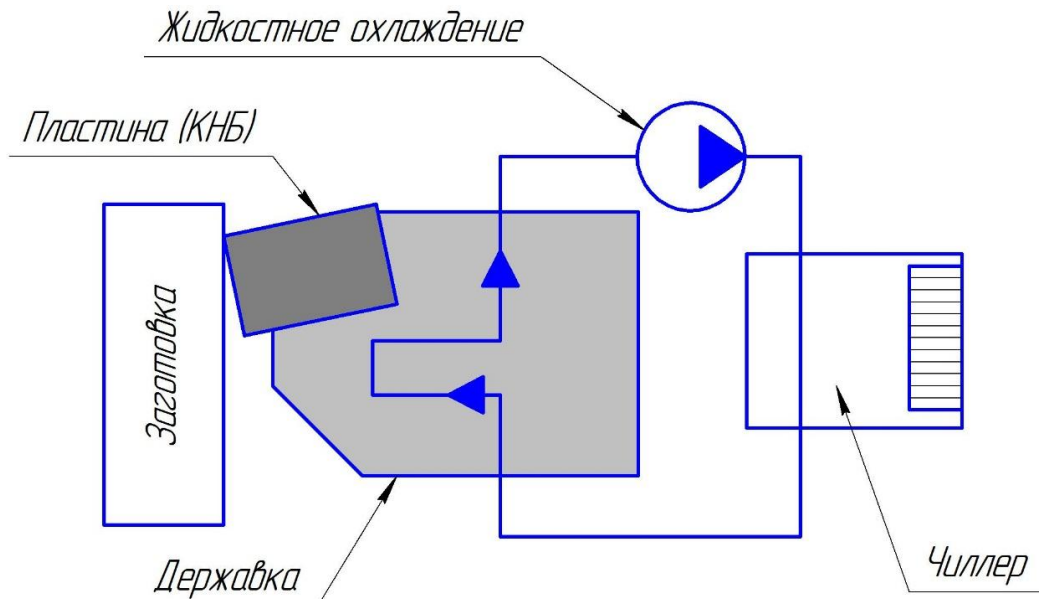 Жидкостное охлаждение
Пластина (КНБ)
Заготовка
Державка
Чиллер